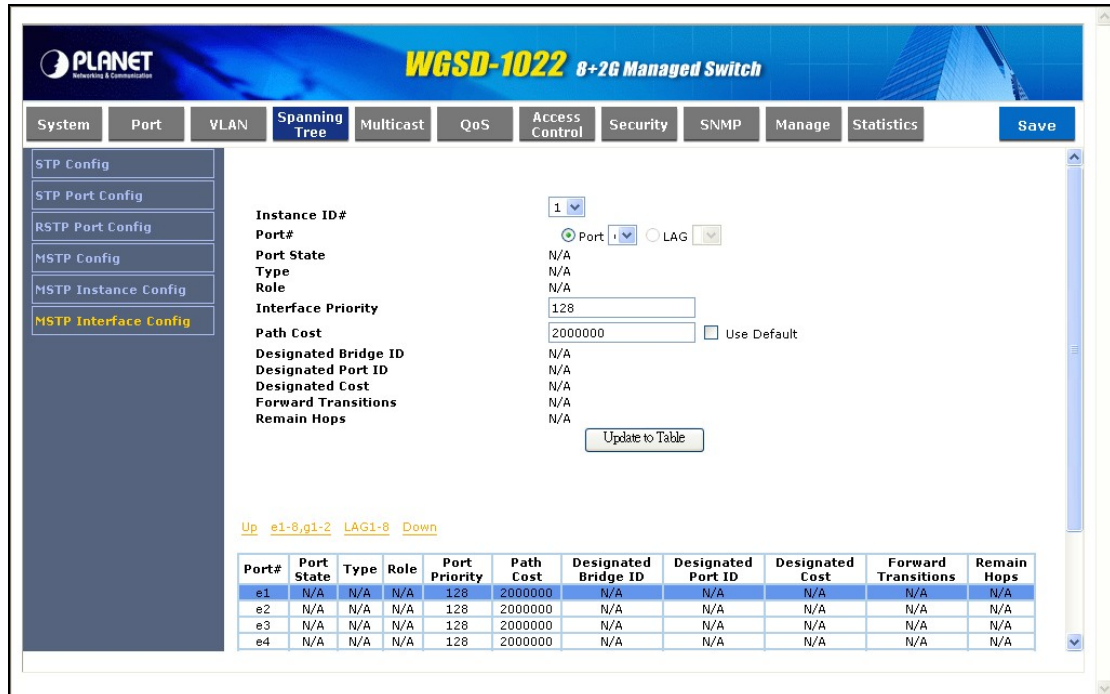 PLANET
Networking & Communication
WGSD-1022 8+2G Managed Switch
System Port VLAN Spanning Tree Multicast QoS Access Control Security SNMP Manage Statistics Save
STP Config
STP Port Config
RSTP Port Config
MSTP Config
MSTP Instance Config
MSTP Interface Config
Instance ID# 1
Port# Port LAG
Port State N/A
Type N/A
Role N/A
Interface Priority 128
Path Cost 2000000 Use Default
Designated Bridge ID N/A
Designated Port ID N/A
Designated Cost N/A
Forward Transitions N/A
Remain Hops N/A
Update to Table
Up e1-8,g1-2 LAG1-8 Down
Port# Port State Type Role Port Priority Path Cost Designated Bridge ID Designated Port ID Designated Cost Forward Transitions Remain Hops
e1 N/A N/A N/A 128 2000000 N/A N/A N/A N/A N/A
e2 N/A N/A N/A 128 2000000 N/A N/A N/A N/A N/A
e3 N/A N/A N/A 128 2000000 N/A N/A N/A N/A N/A
e4 N/A N/A N/A 128 2000000 N/A N/A N/A N/A N/A